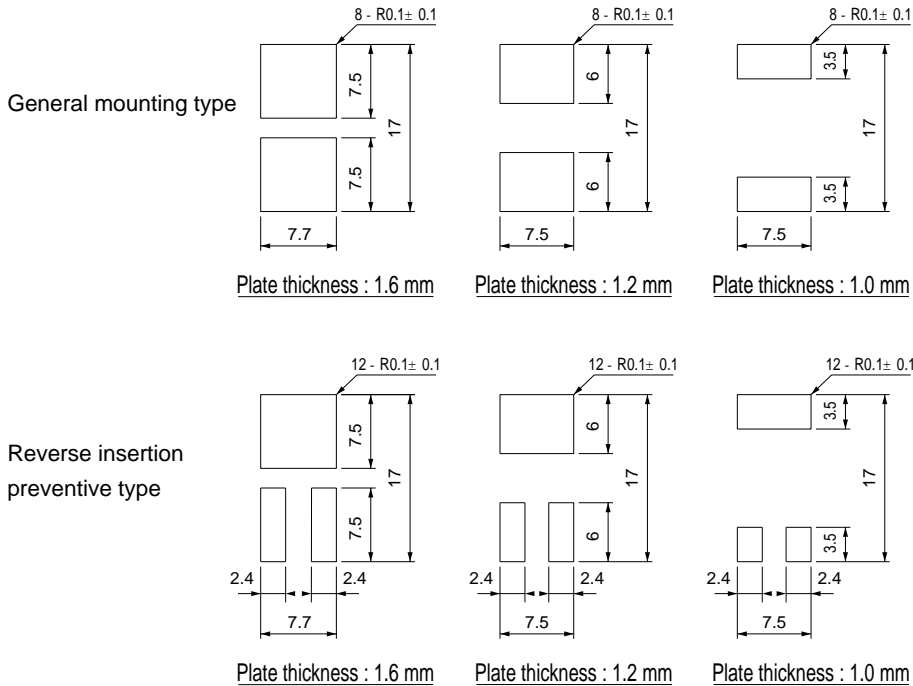 8 - R0.1± 0.1
8 - R0.1± 0.1
8 - R0.1± 0.1
General mounting type
7.5
7.5
17
7.7
6
6
17
7.5
3.5
3.5
17
7.5
Plate thickness : 1.6 mm
Plate thickness : 1.2 mm
Plate thickness : 1.0 mm
12 - R0.1± 0.1
12 - R0.1± 0.1
12 - R0.1± 0.1
Reverse insertion
preventive type
7.5
7.5
17
2.4
2.4
7.7
6
6
17
2.4
2.4
7.5
3.5
3.5
17
2.4
2.4
7.5
Plate thickness : 1.6 mm
Plate thickness : 1.2 mm
Plate thickness : 1.0 mm